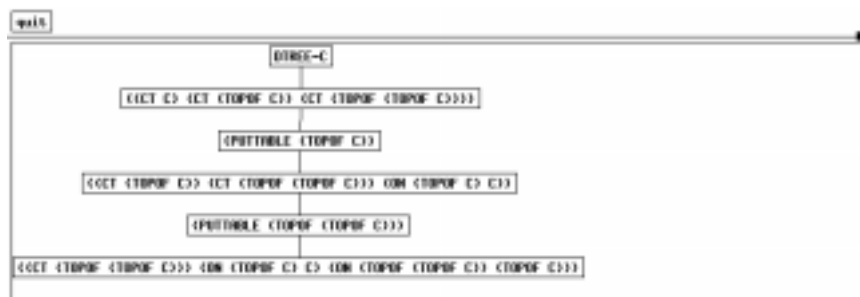 quit
DTREE-C
((CT C) (CT (TOPOF C)) (CT (TOPOF (TOPOF C))))
(PUTTABLE (TOPOF C))
((CT (TOPOF C)) (CT (TOPOF (TOPOF C))) (ON (TOPOF C) C))
(PUTTABLE (TOPOF (TOPOF C)))
((CT (TOPOF (TOPOF C))) (ON (TOPOF C) C) (ON (TOPOF (TOPOF C)) (TOPOF C)))